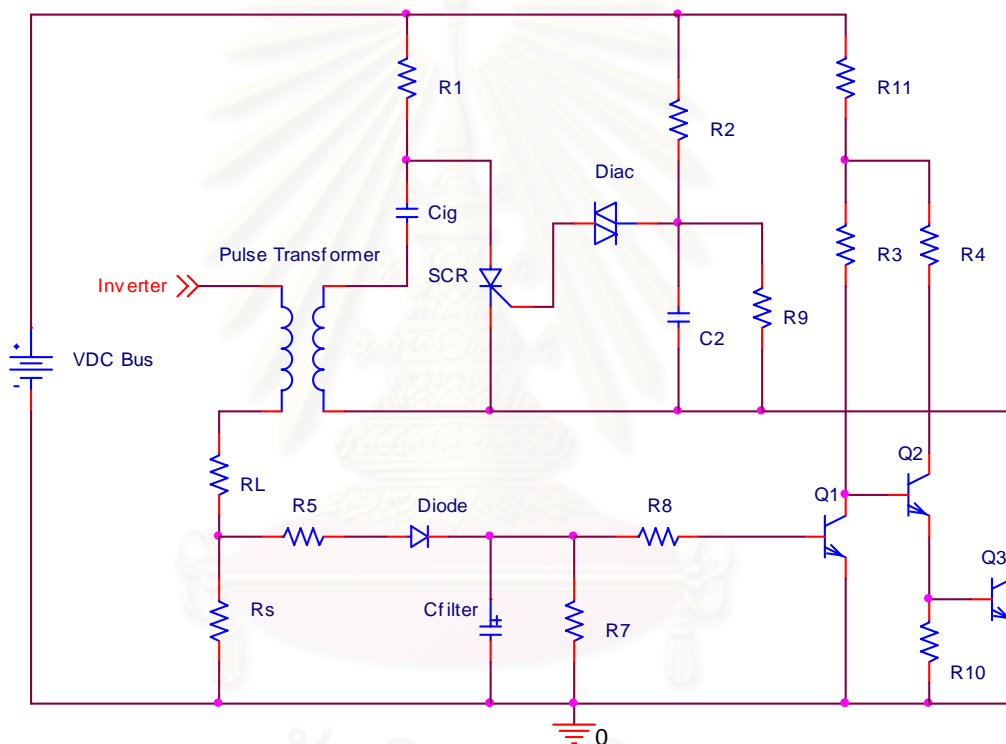 R1
R11
R2
Diac
Cig
Pulse Transformer
R3
R4
SCR
Inverter
R9
C2
VDC Bus
+
-
Q2
RL
Q1
R5
Diode
R8
Q3
Rs
Cfilter
+
R7
R10
0